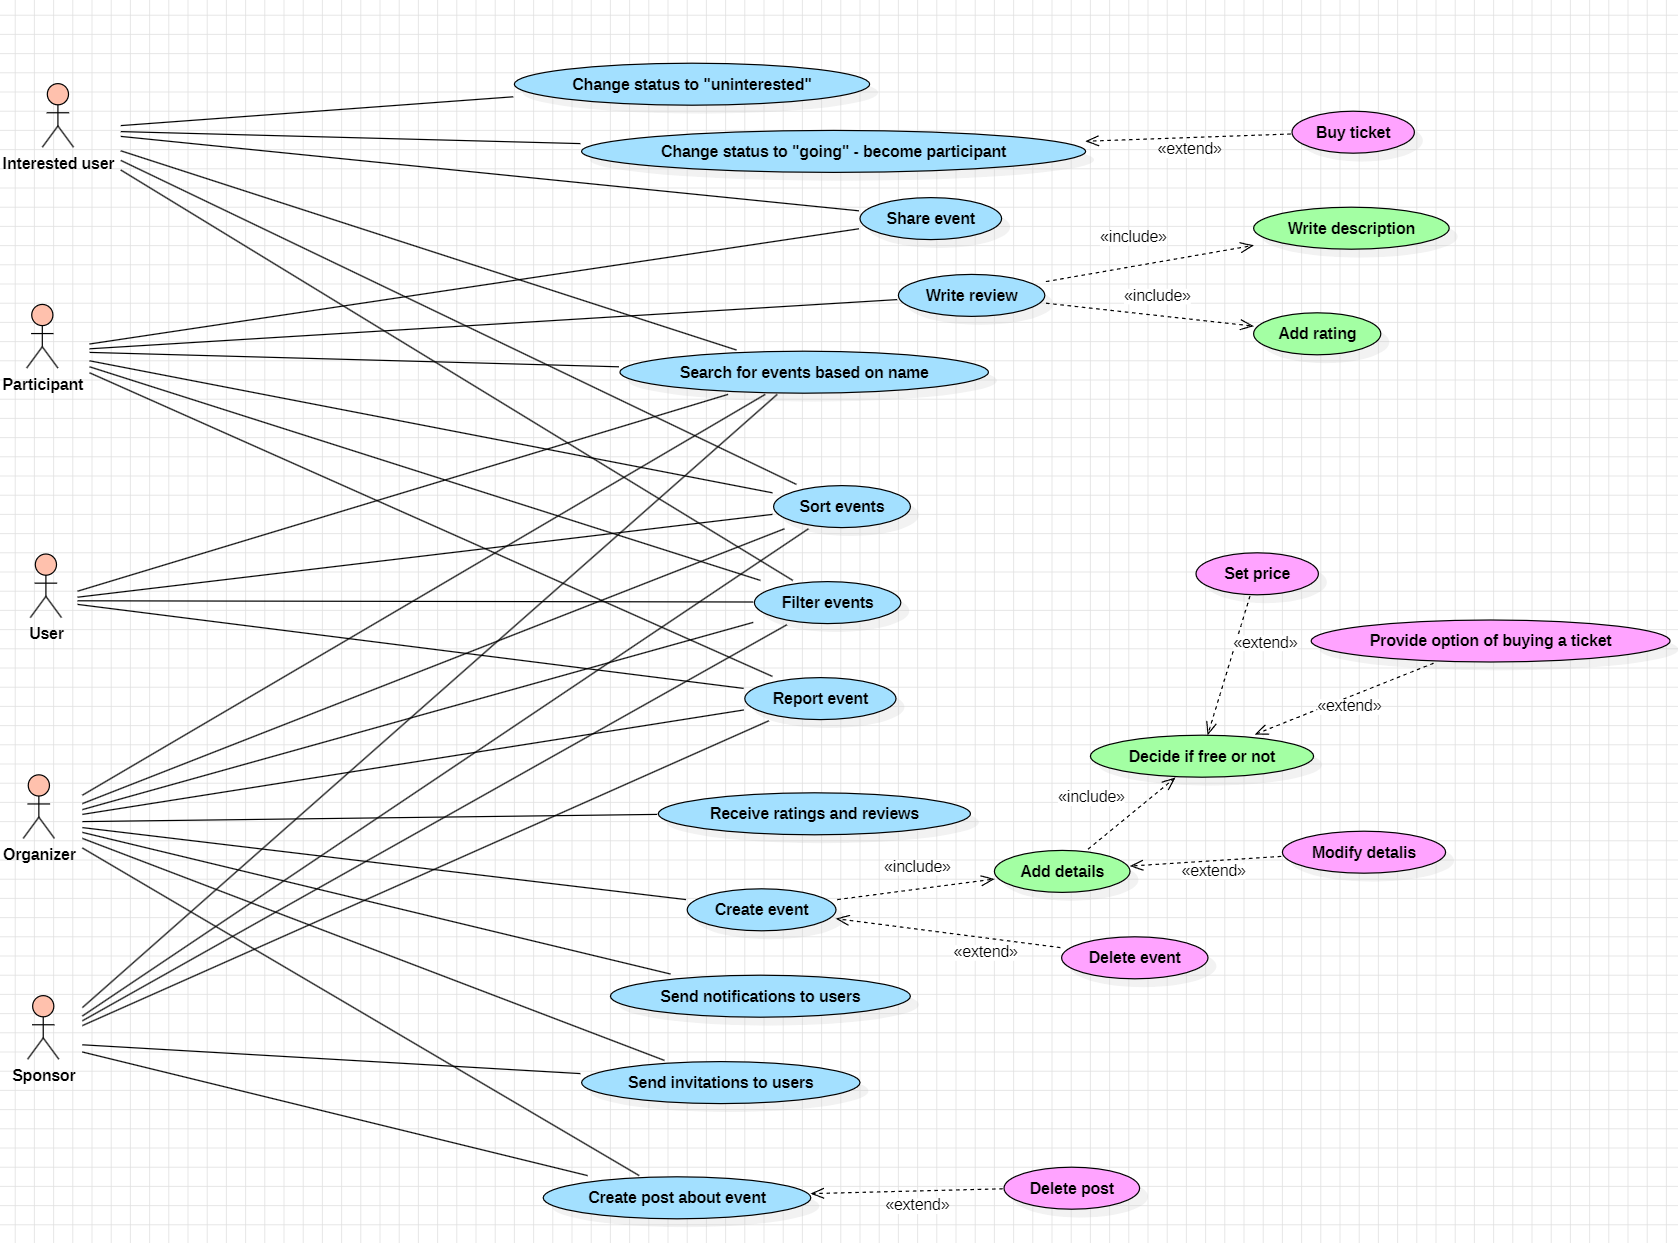 Change status to "uninterested"
Interested user
Change status to "going" - become participant
«extend»
Buy ticket
Share event
Write description
«include»
Write review
«include»
Add rating
Participant
Search for events based on name
Sort events
User
Filter events
Set price
«extend»
Provide option of buying a ticket
«extend»
Report event
Decide if free or not
«include»
Organizer
Receive ratings and reviews
Modify detalis
«extend»
«include»
Add details
Create event
«extend»
Delete event
Send notifications to users
Sponsor
Send invitations to users
Create post about event
«extend»
Delete post